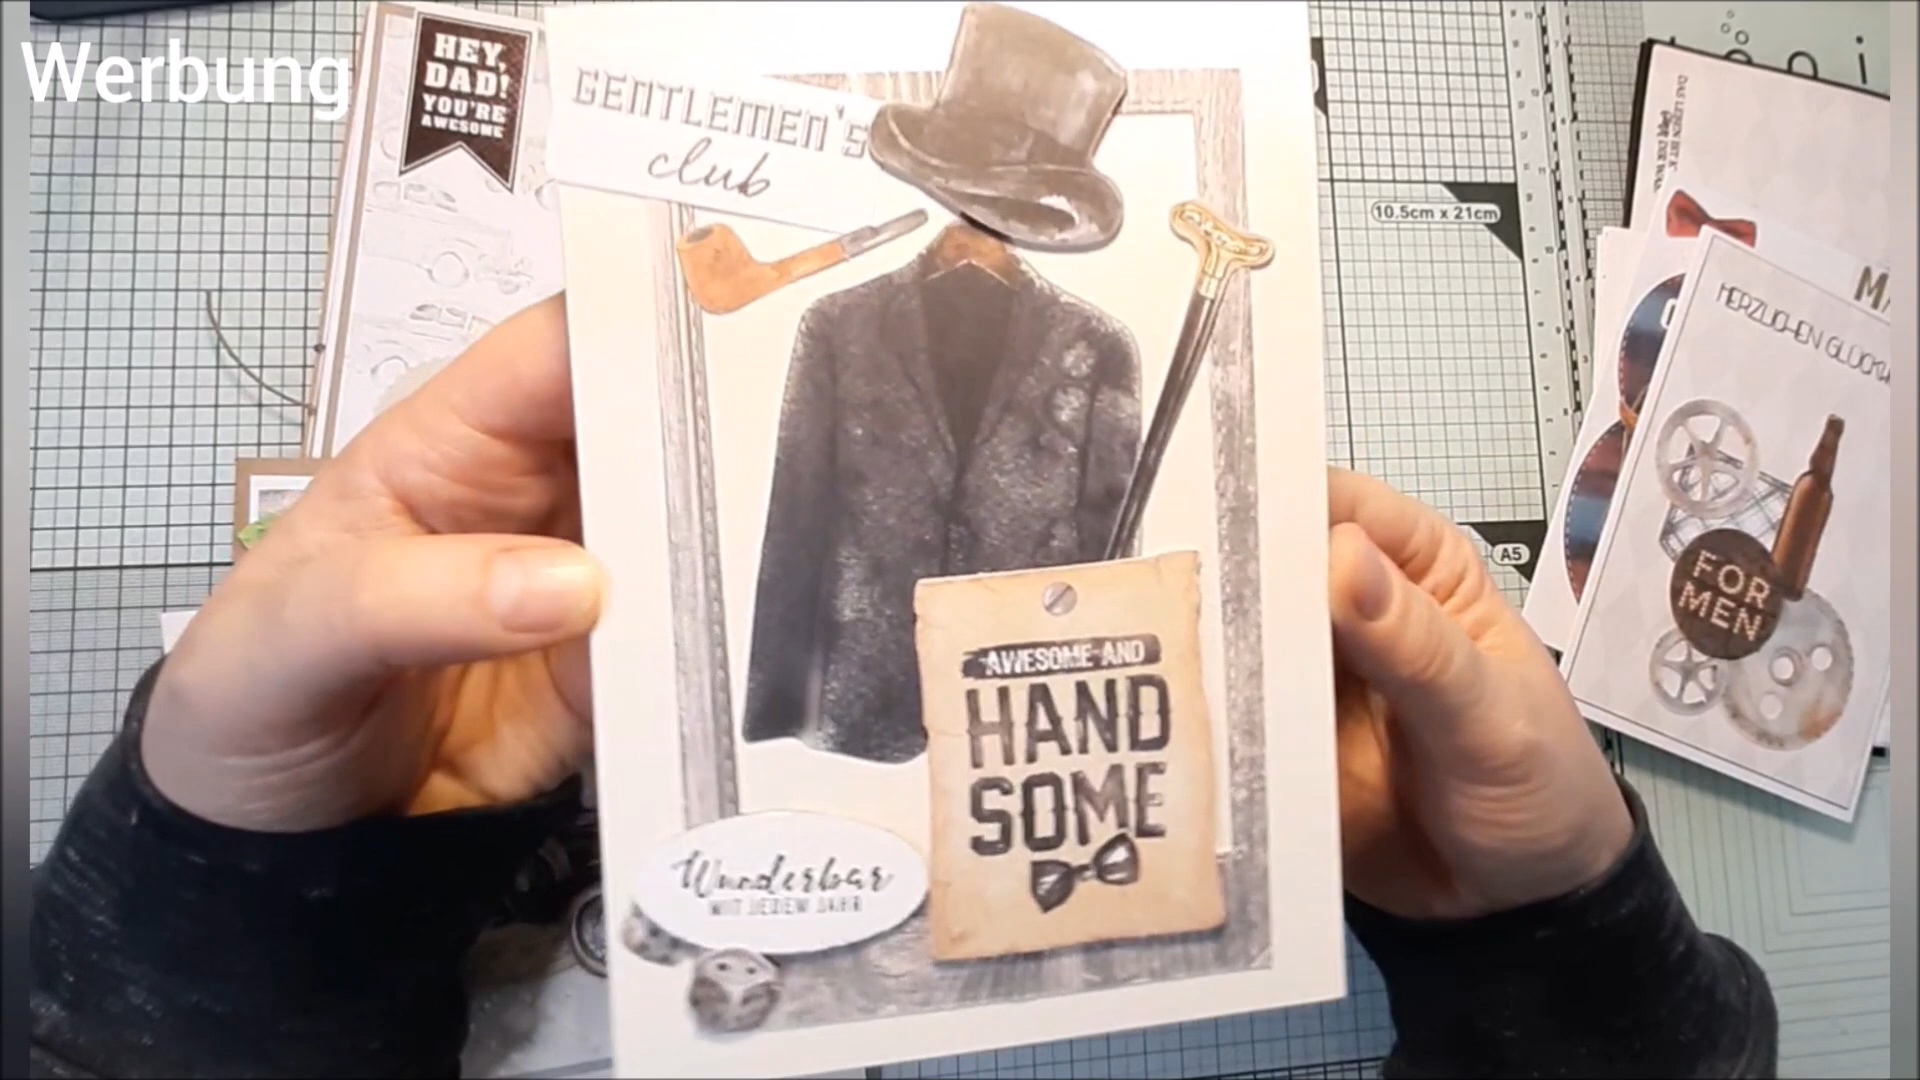 Werbung
HEY,
DAD!
YOU'RE
AWESOME
GENTLEMEN'S
club
AWESOME AND
HAND
SOME
Wunderbar
MIT JEDEM JAHR
10.5cm x 21cm
A5
HERZLICHEN
FOR
MEN